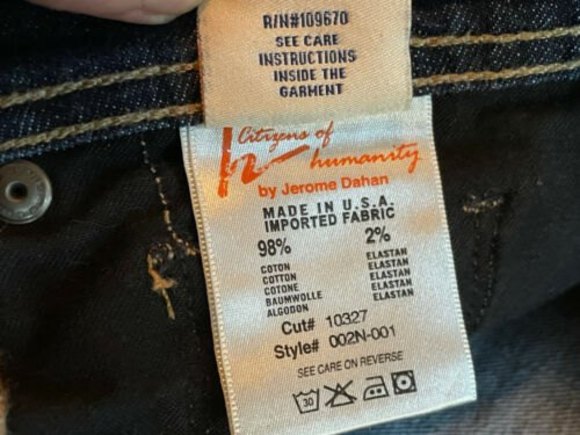 R/N#109670
SEE CARE
INSTRUCTIONS
INSIDE THE
GARMENT
Citizens of
humanity
by Jerome Dahan
MADE IN U.S.A.
IMPORTED FABRIC
98% 2%
COTON ELASTAN
COTTON ELASTAN
COTONE ELASTAN
BAUMWOLLE ELASTAN
ALGODON
Cut# 10327
Style# 002N-001
SEE CARE ON REVERSE
30